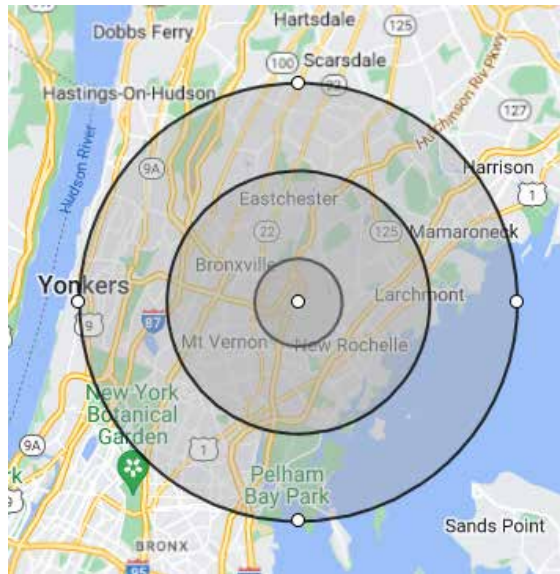 Hartsdale
Dobbs Ferry
125
100
Scarsdale
22
Hastings-On-Hudson
Hutchinson Riv Pkwy
127
9A
Harrison
1
Hudson River
Eastchester
22
125
Mamaroneck
Bronxville
Yonkers
Larchmont
9
87
Mt Vernon
New Rochelle
New York
Botanical
Garden
9A
1
Pelham
Bay Park
rk
Sands Point
BRONX
95